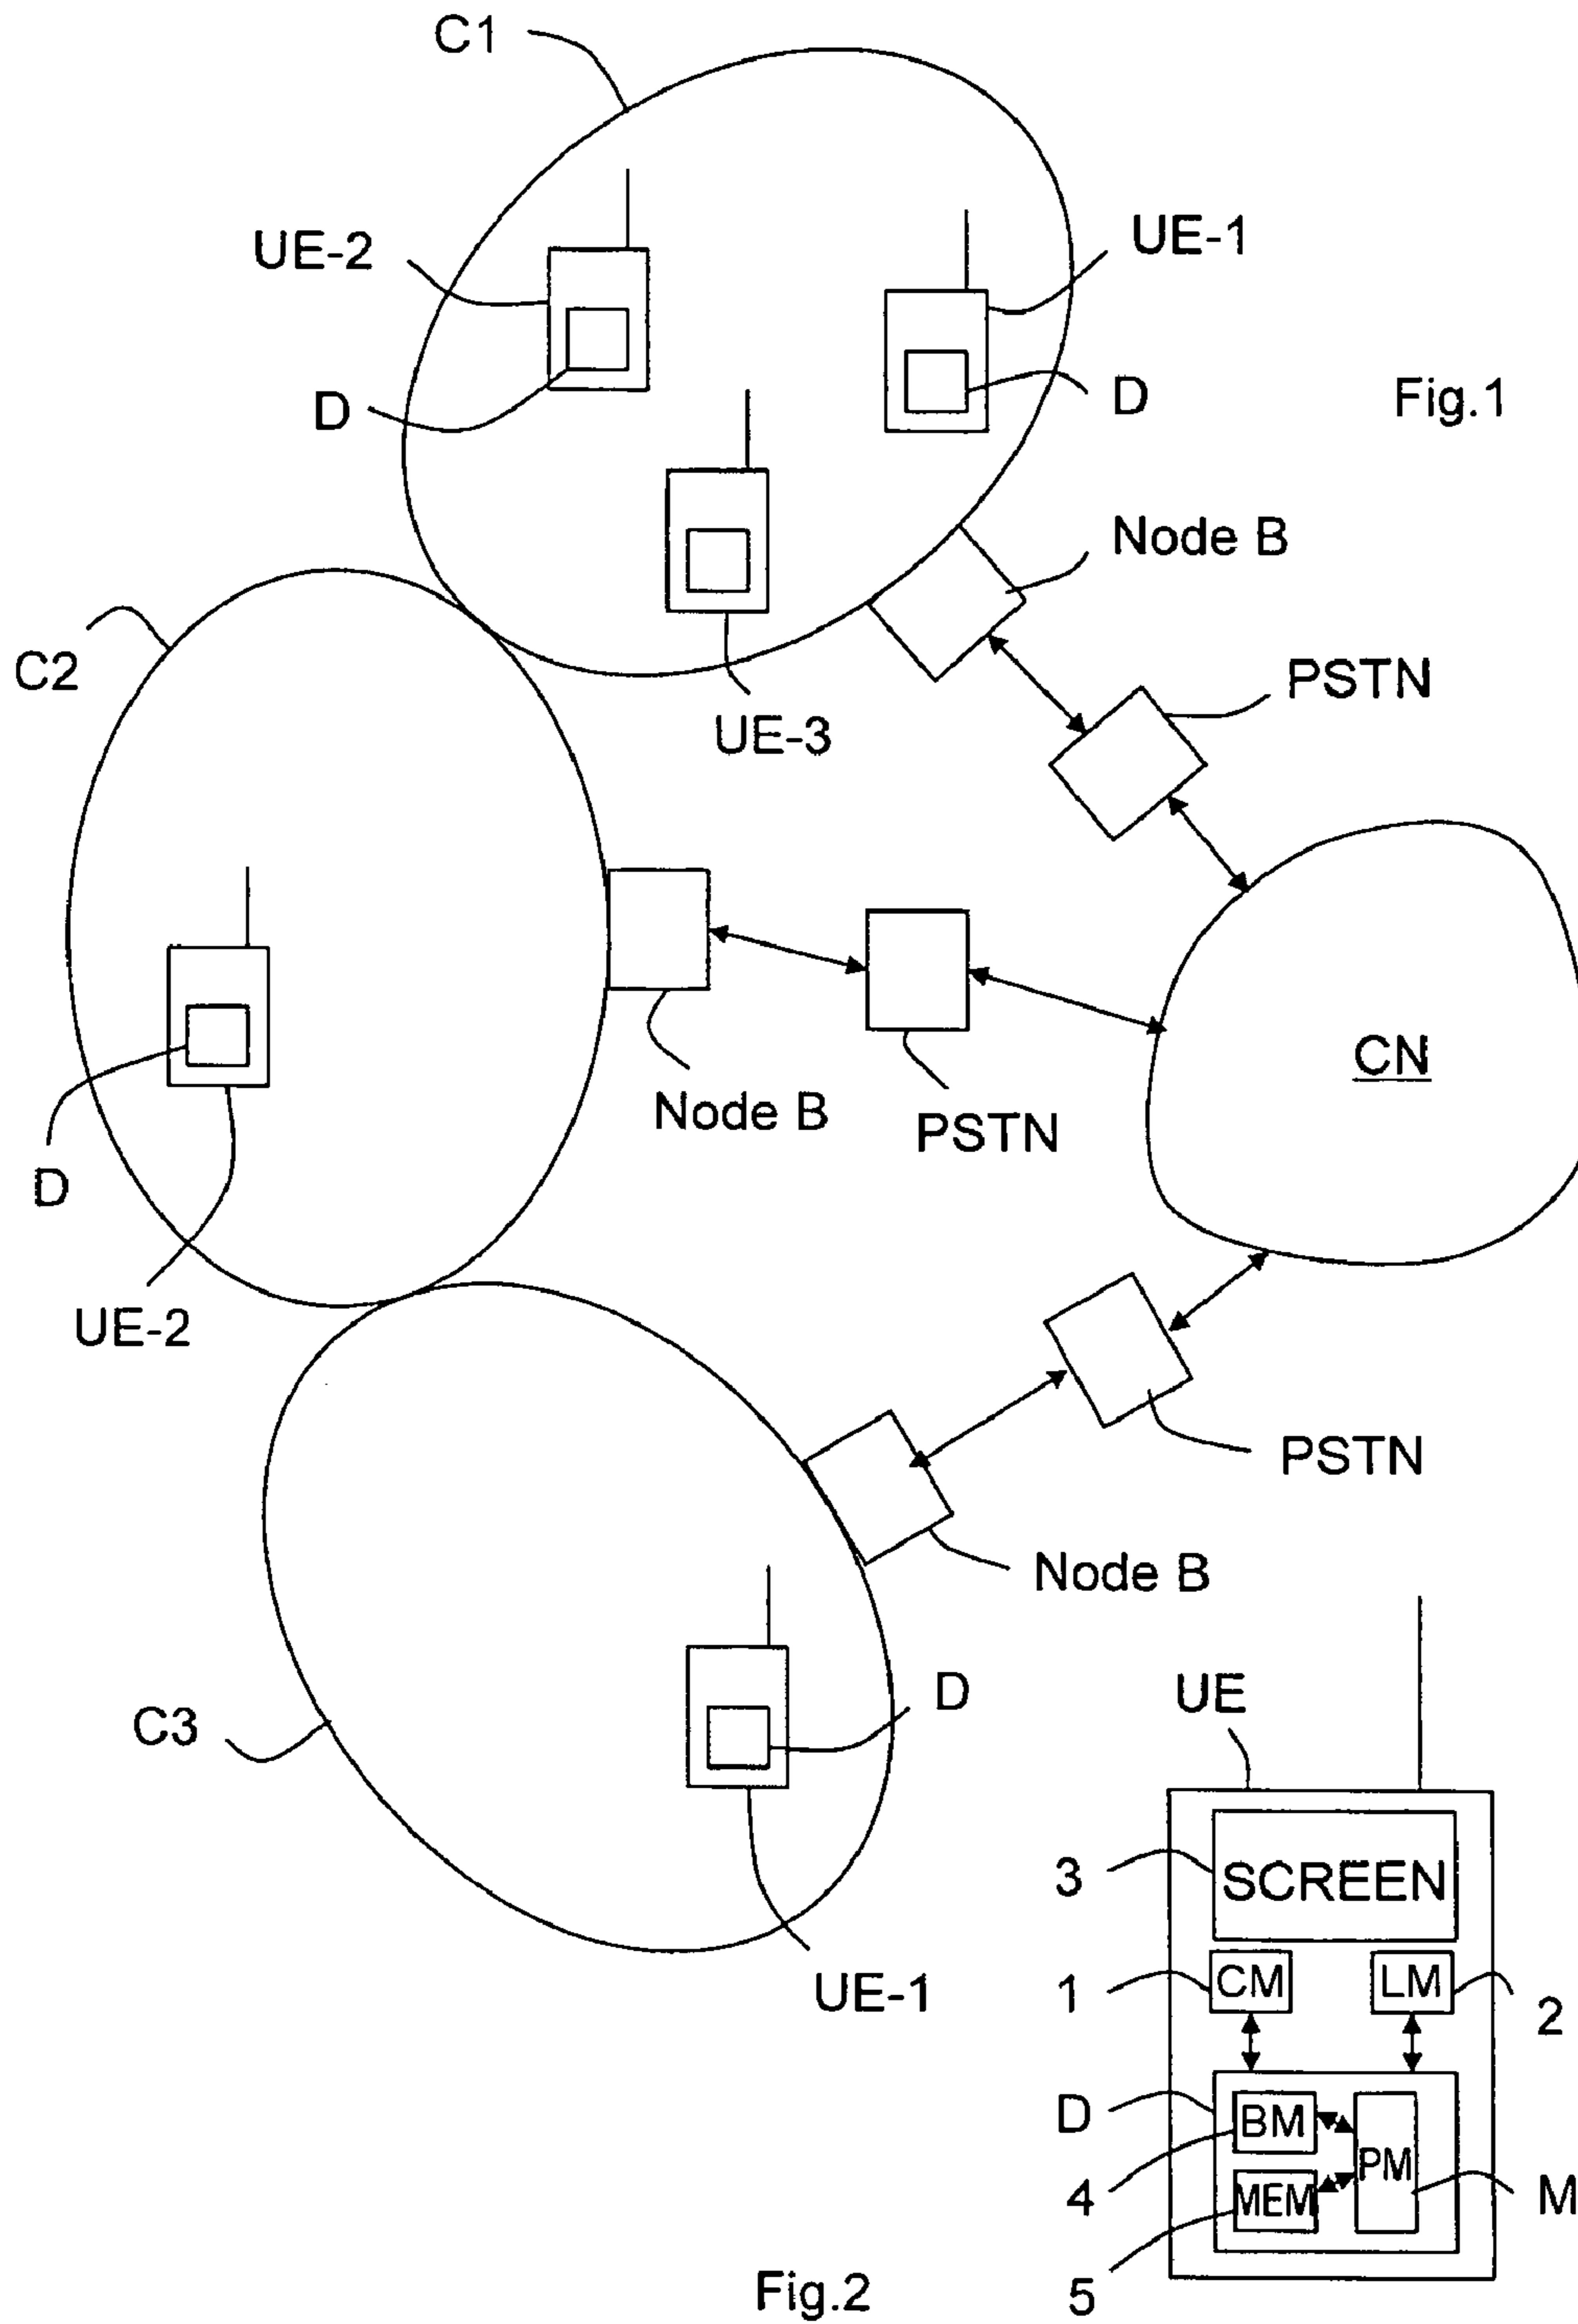 C1
UE-2
UE-1
D
D
Fig.1
Node B
C2
PSTN
UE-3
CN
Node B
PSTN
D
UE-2
PSTN
Node B
D
UE
C3
3
SCREEN
UE-1
1
CM
LM
2
D
BM
PM
4
MEM
M
5
Fig.2